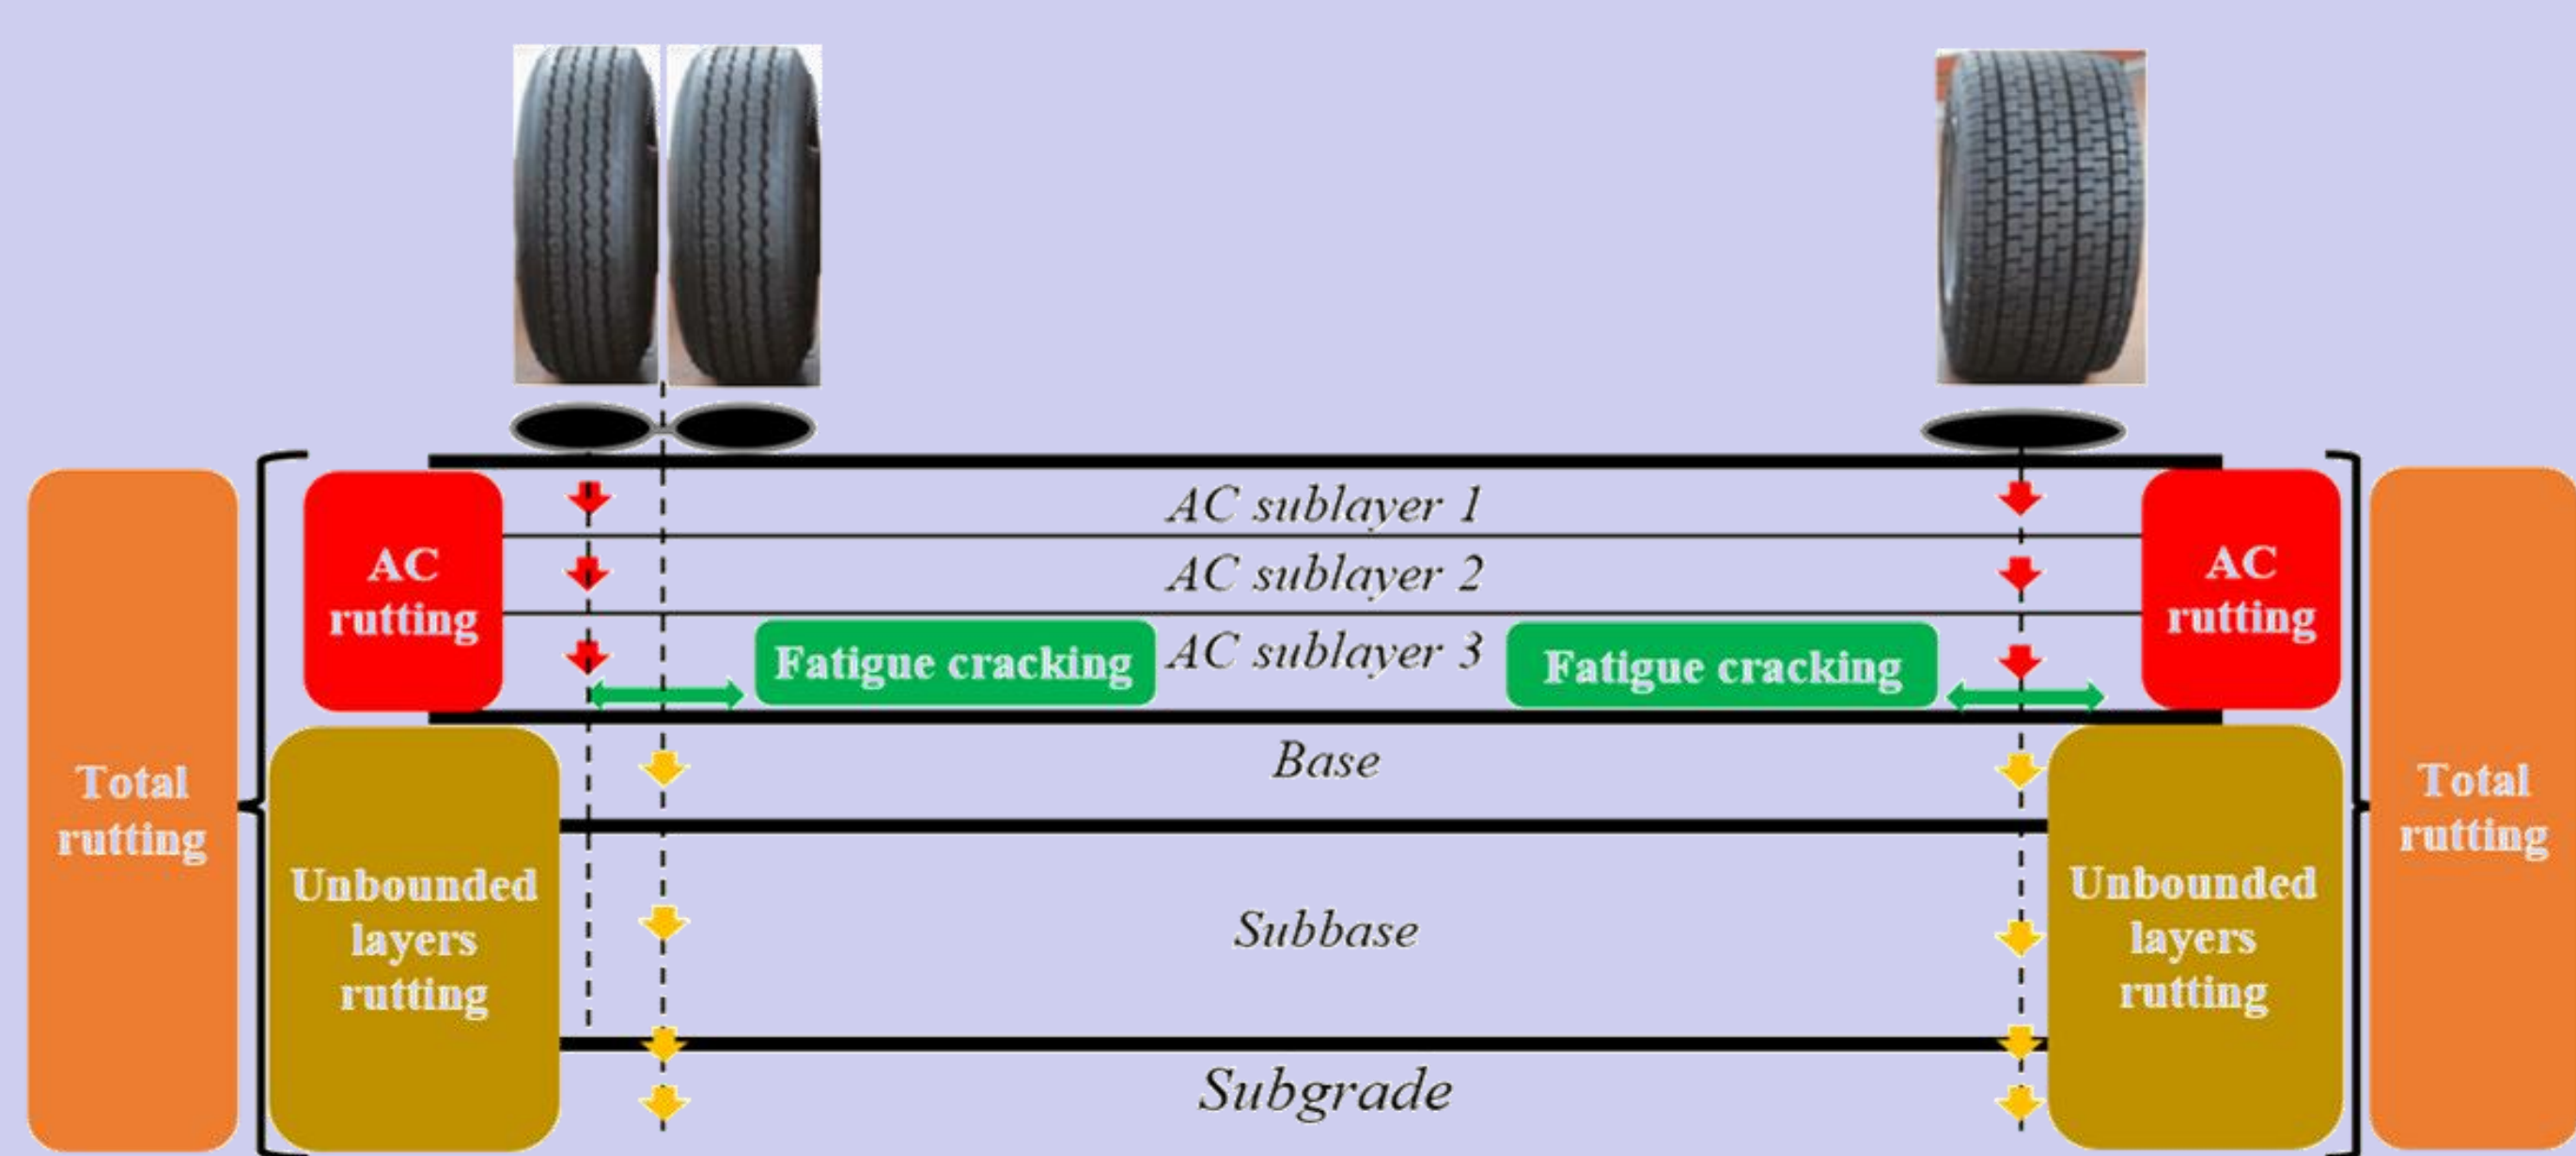 AC sublayer 1
AC
rutting
AC sublayer 2
AC
rutting
Fatigue cracking
AC sublayer 3
Fatigue cracking
Total
rutting
Base
Total
rutting
Unbounded
layers
rutting
Subbase
Unbounded
layers
rutting
Subgrade